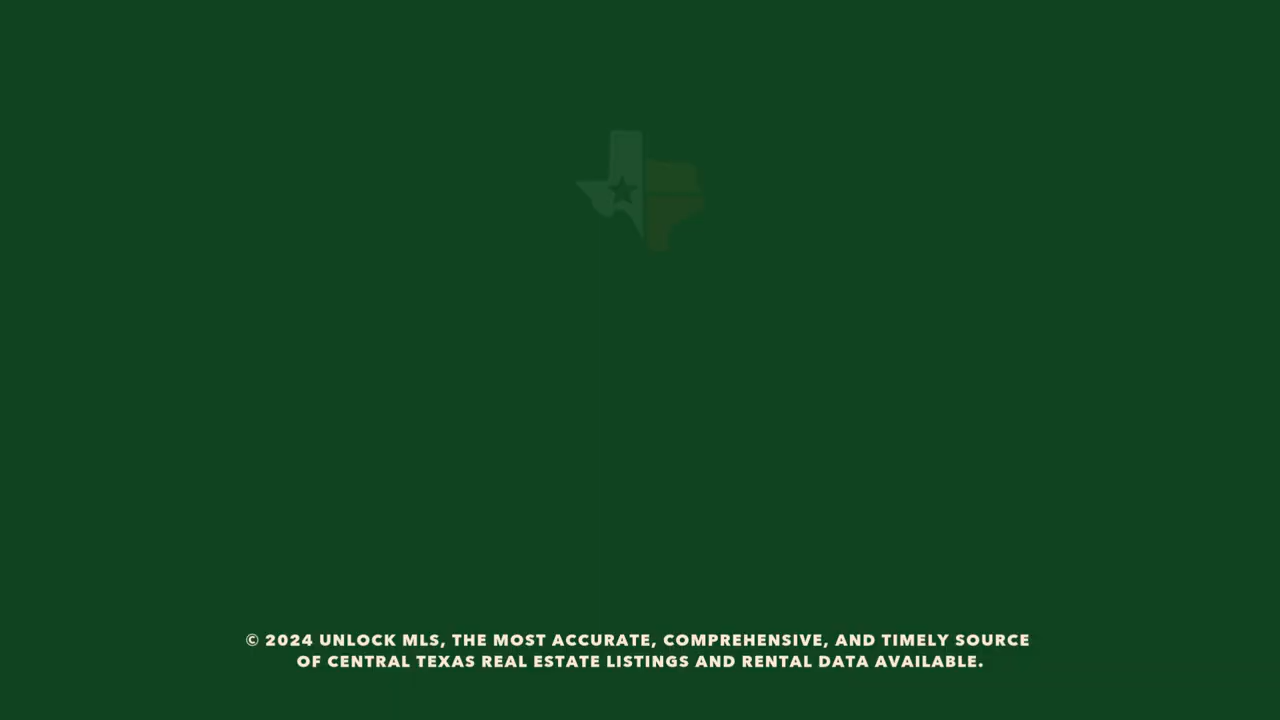 © 2024 UNLOCK MLS, THE MOST ACCURATE, COMPREHENSIVE, AND TIMELY SOURCE
OF CENTRAL TEXAS REAL ESTATE LISTINGS AND RENTAL DATA AVAILABLE.